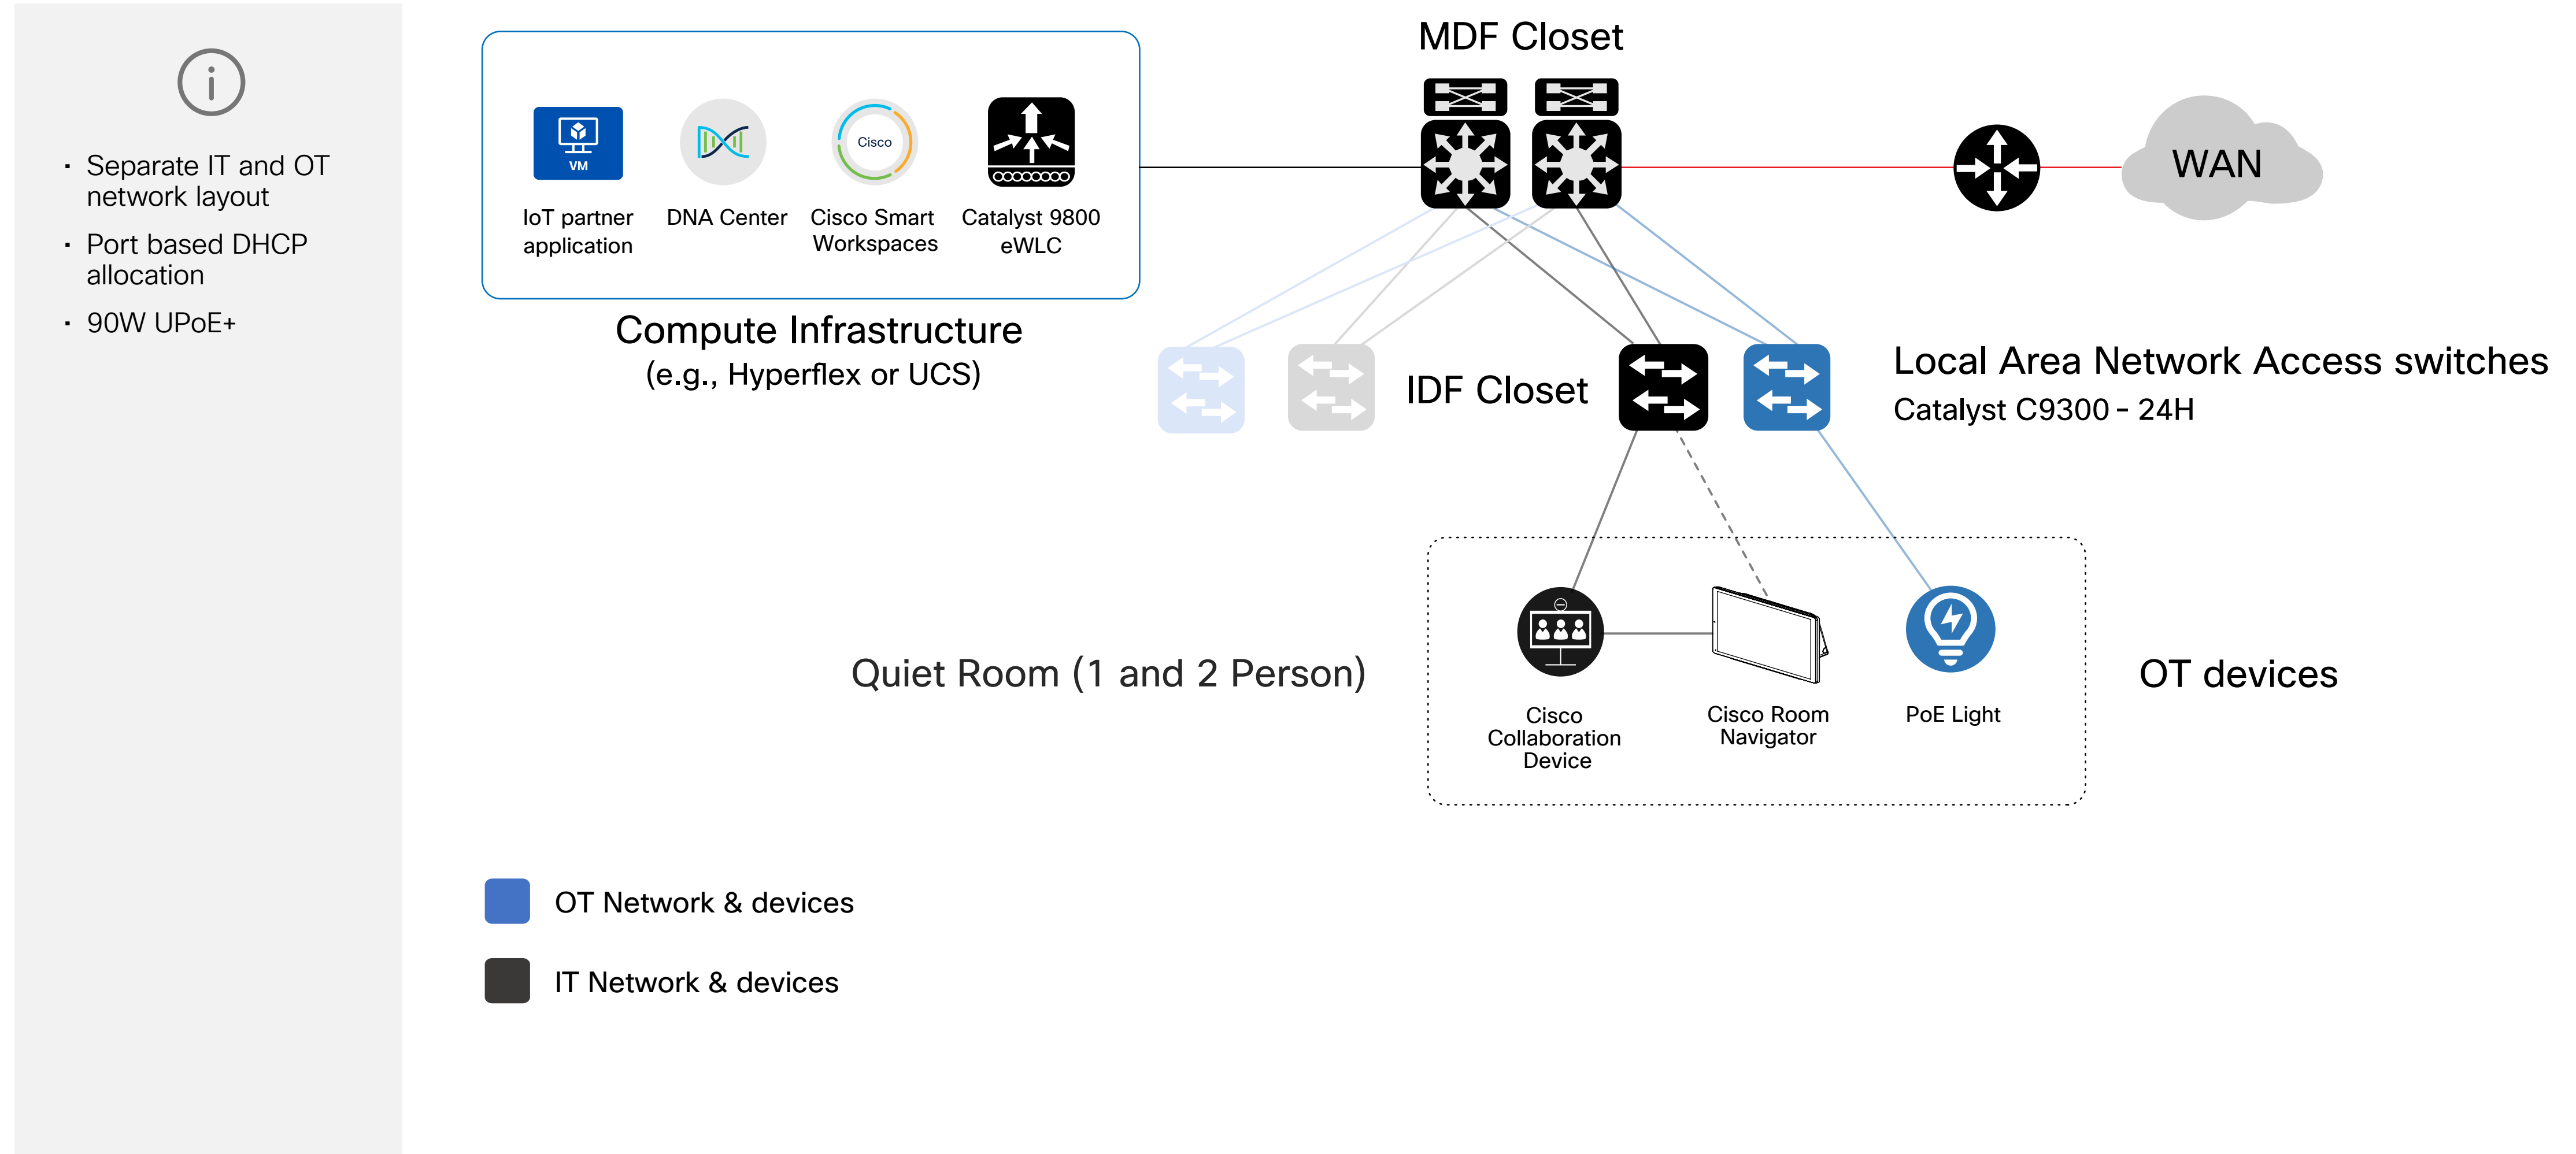 · Separate IT and OT
network layout
· Port based DHCP
allocation
· 90W UPoE+
MDF Closet
VM
Cisco
WAN
IoT partner
application
DNA Center
Cisco Smart
Workspaces
Catalyst 9800
eWLC
Compute Infrastructure
(e.g., Hyperflex or UCS)
IDF Closet
Local Area Network Access switches
Catalyst C9300 - 24H
Quiet Room (1 and 2 Person)
Cisco
Collaboration
Device
Cisco Room
Navigator
PoE Light
OT devices
OT Network & devices
IT Network & devices